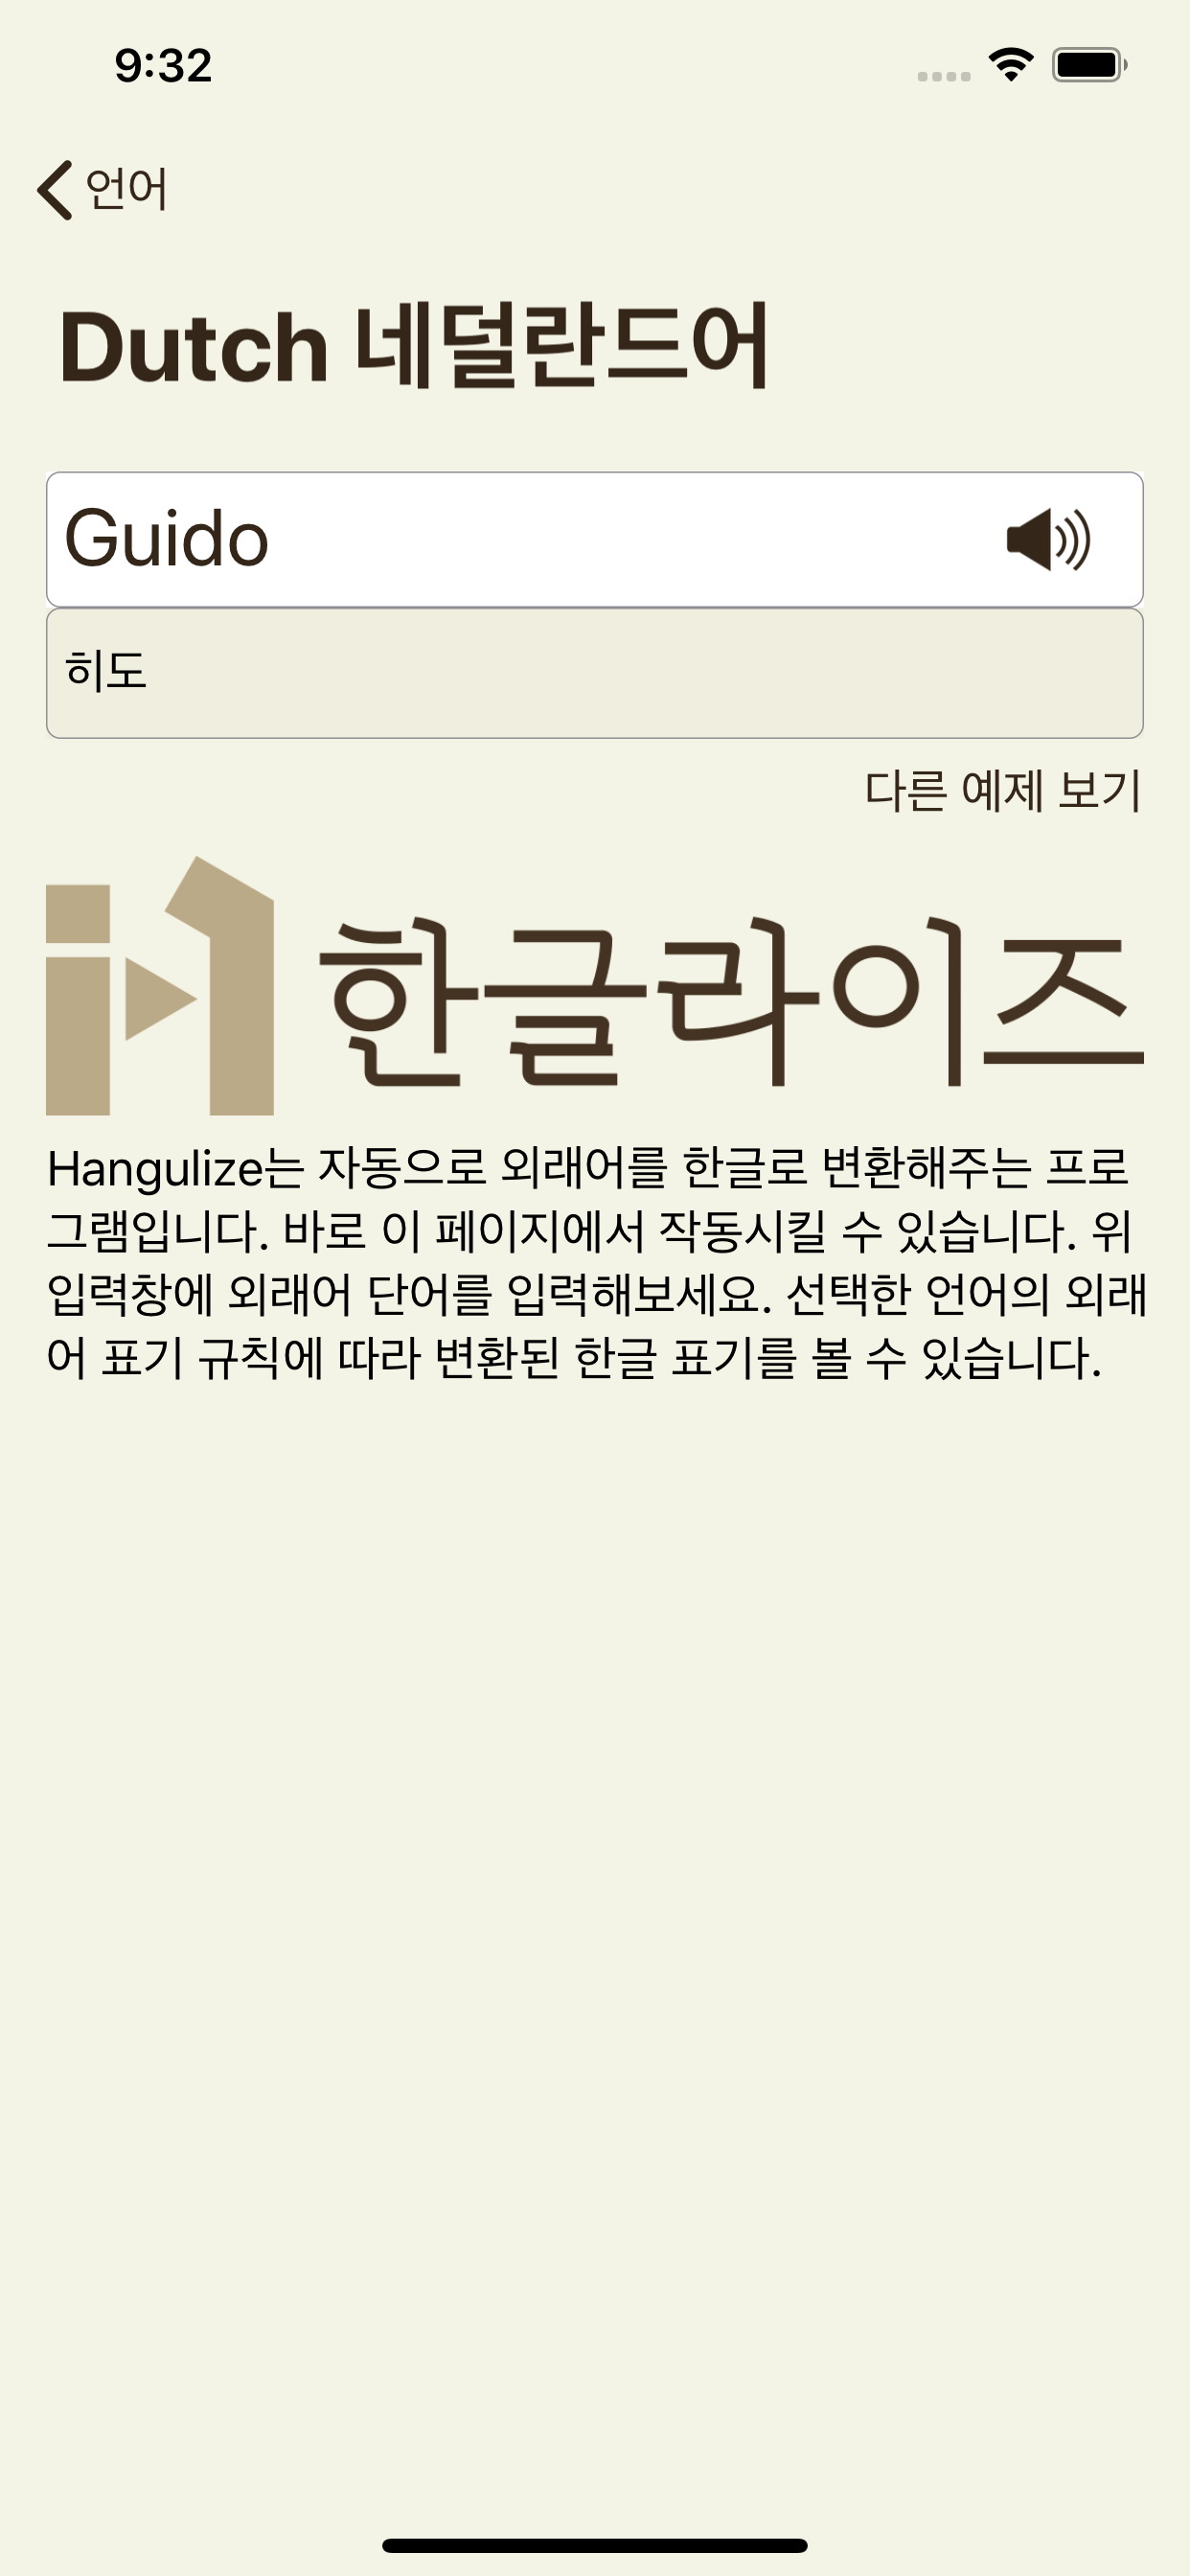 9:32
언어
Dutch 네덜란드어
Guido
히도
다른 예제 보기
한글라이즈
Hangulize는 자동으로 외래어를 한글로 변환해주는 프로
그램입니다. 바로 이 페이지에서 작동시킬 수 있습니다. 위
입력창에 외래어 단어를 입력해보세요. 선택한 언어의 외래
어 표기 규칙에 따라 변환된 한글 표기를 볼 수 있습니다.